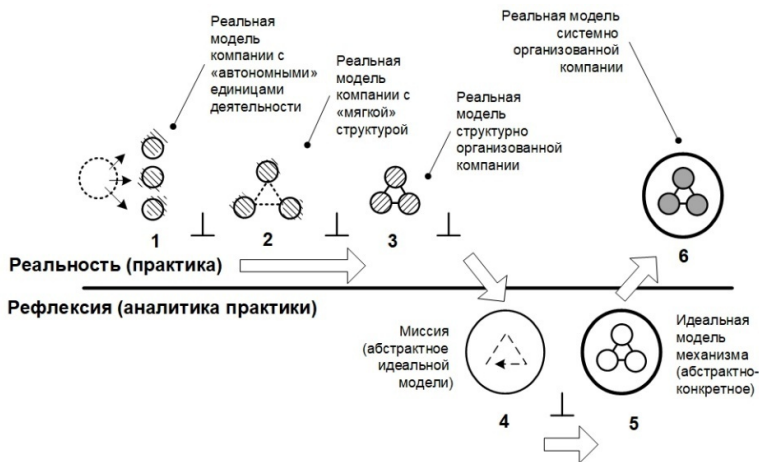 Реальная
модель
компании с
«автономными»
единицами
деятельности
Реальная
модель
компании с
«мягкой»
структурой
Реальная
модель
структурно
организованной
компании
Реальная модель
системно
организованной
компании
1
2
3
6
Реальность (практика)
Рефлексия (аналитика практики)
Миссия
(абстрактное
идеальной
модели)
4
5
Идеальная
модель
механизма
(абстрактно-
конкретное)